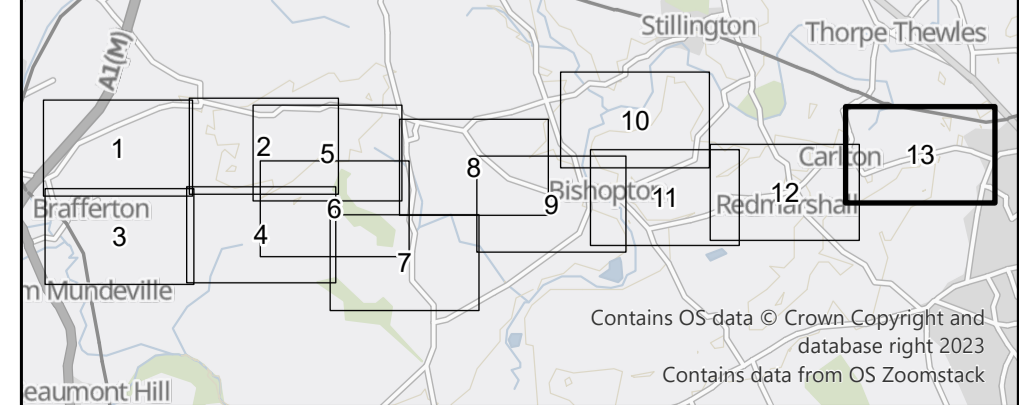 Stillington
Thorpe Thewles
A1(M)
10
1
2
5
Carlton
13
8
Bishopton
11
12
Redmarshall
Brafferton
6
9
3
4
7
m Mundeville
Contains OS data © Crown Copyright and
database right 2023
Contains data from OS Zoomstack
eaumont Hill